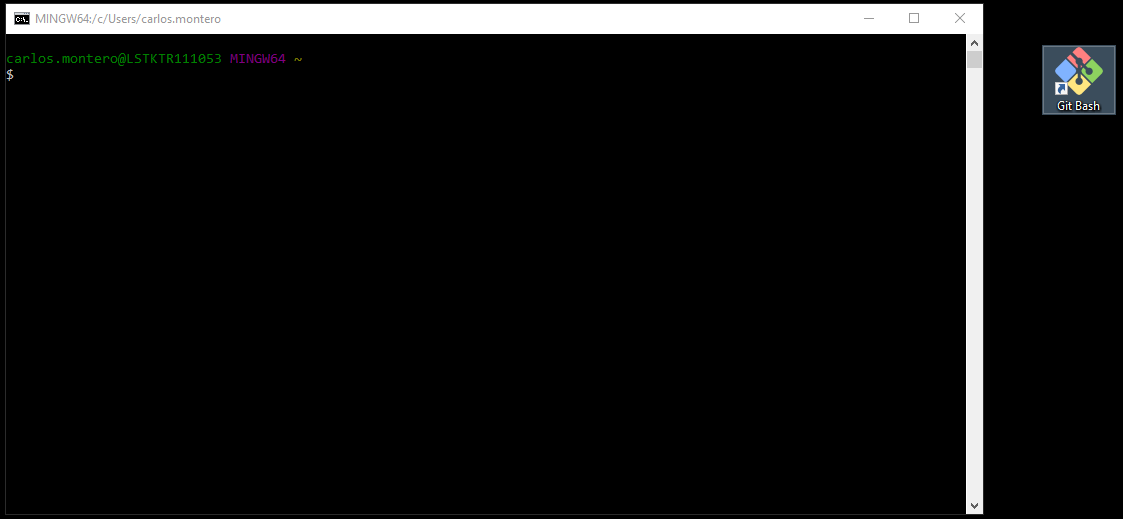 MINGW64:/c/Users/carlos.montero
carlos.montero@LSTKTR111053 MINGW64 ~
$
Git Bash